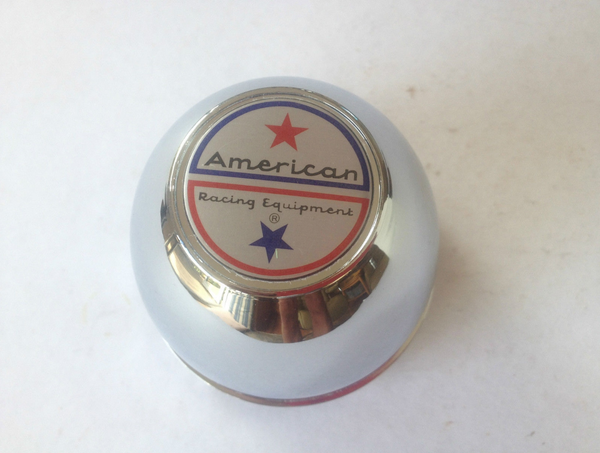 American
Racing Equipment
®